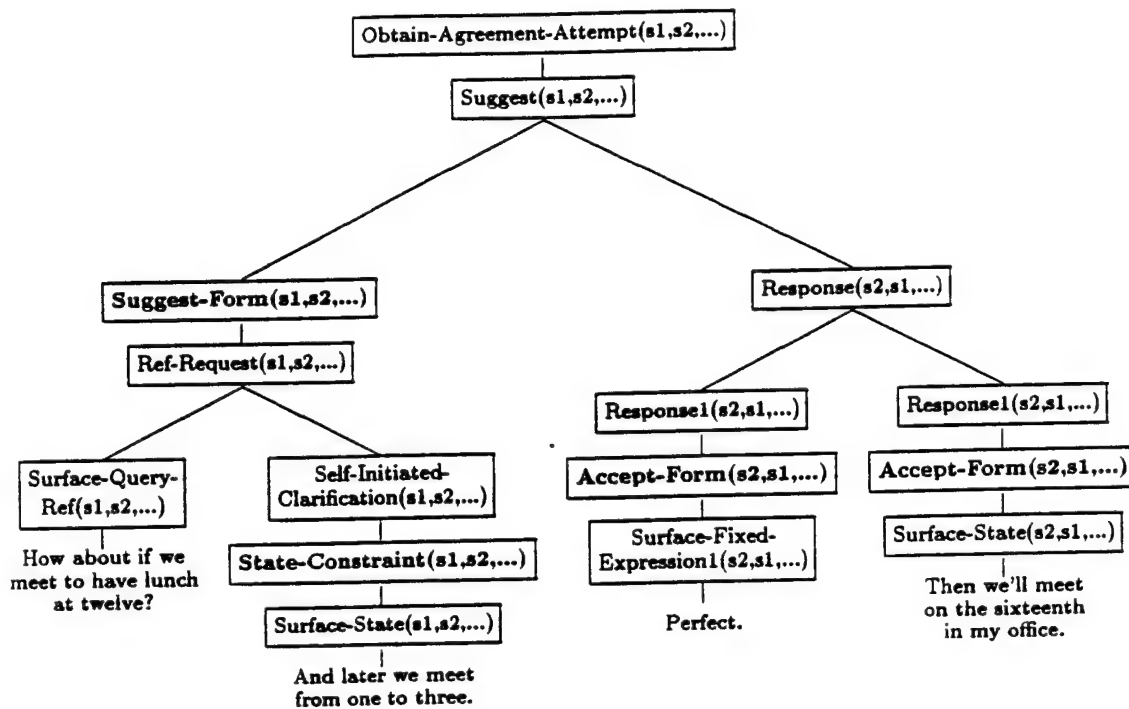 Obtain-Agreement-Attempt(s1,s2,...)
Suggest(s1,s2,...)
Suggest-Form(s1,s2,...)
Response(s2,s1,...)
Ref-Request(s1,s2,...)
Response1(s2,s1,...)
Response1(s2,s1,...)
Surface-Query-
Ref(s1,s2,...)
Self-Initiated-
Clarification(s1,s2,...)
Accept-Form(s2,s1,...)
Accept-Form(s2,s1,...)
How about if we
meet to have lunch
at twelve?
State-Constraint(s1,s2,...)
Surface-State(s1,s2,...)
And later we meet
from one to three.
Surface-Fixed-
Expression1(s2,s1,...)
Perfect.
Surface-State(s2,s1,...)
Then we'll meet
on the sixteenth
in my office.